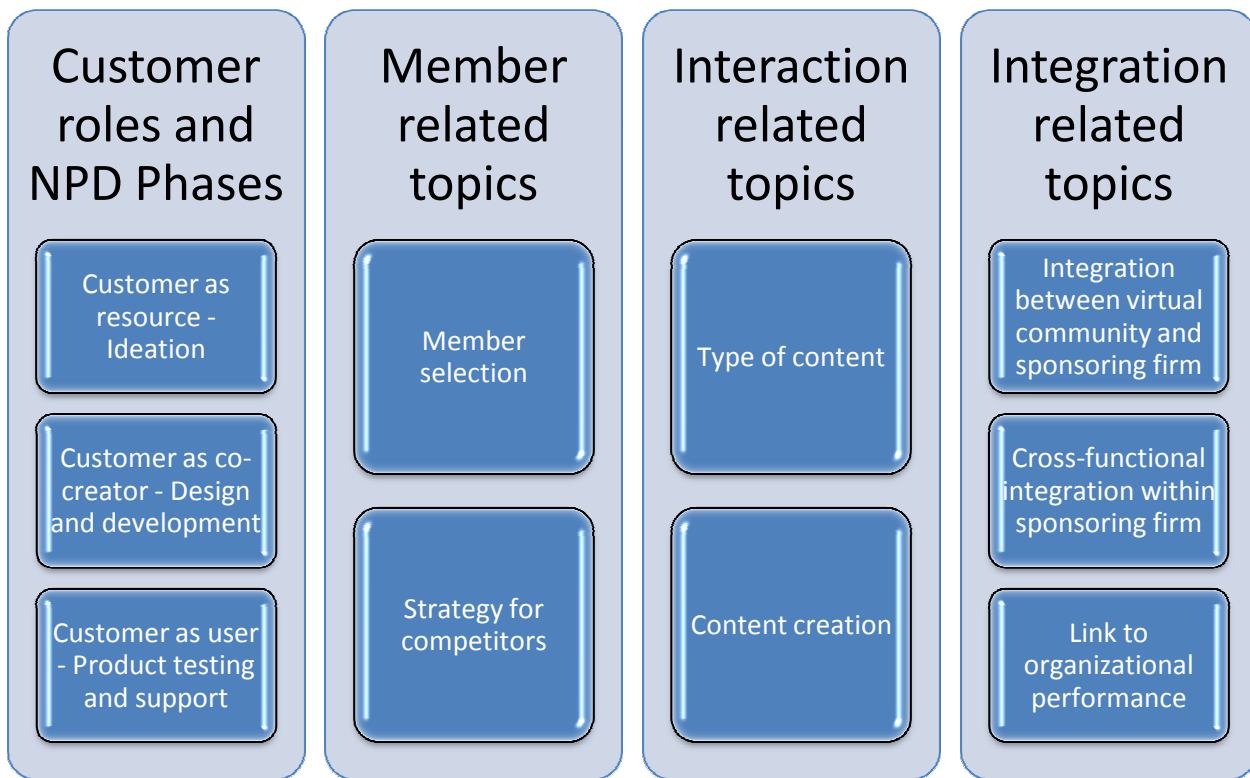 Customer
roles and
NPD Phases
Customer as
resource -
Ideation
Customer as co-
creator - Design
and development
Customer as user
- Product testing
and support
Member
related
topics
Member
selection
Strategy for
competitors
Interaction
related
topics
Type of content
Content creation
Integration
related
topics
Integration
between virtual
community and
sponsoring firm
Cross-functional
integration within
sponsoring firm
Link to
organizational
performance